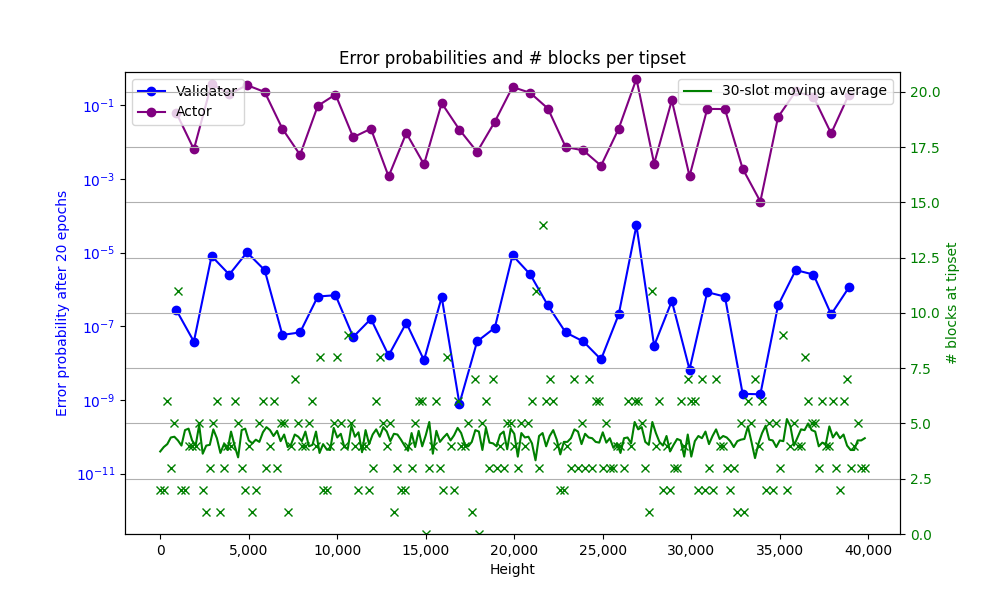 Error probabilities and # blocks per tipset
Validator
Actor
30-slot moving average
Error probability after 20 epochs
10⁻¹
10⁻³
10⁻⁵
10⁻⁷
10⁻⁹
10⁻¹¹
20.0
17.5
15.0
12.5
10.0
7.5
5.0
2.5
0.0
# blocks at tipset
0 5,000 10,000 15,000 20,000 25,000 30,000 35,000 40,000
Height